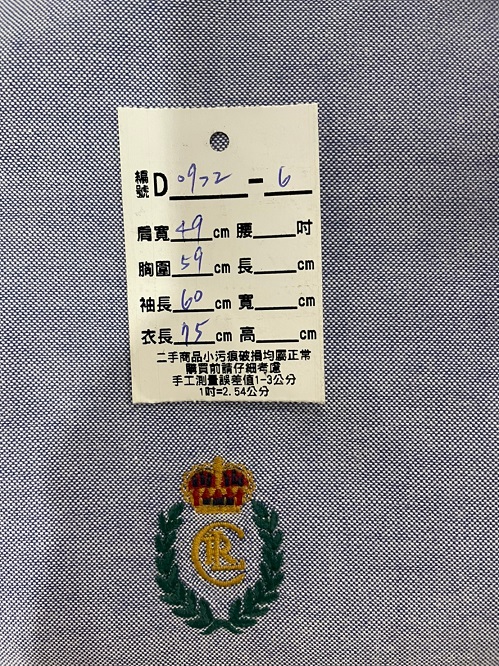 編號 D 0972 - 6
肩寬 49 cm 腰 吋
胸圍 59 cm 長 cm
袖長 60 cm 寬 cm
衣長 75 cm 高 cm
二手商品小污痕破損均屬正常
購買前請仔細考慮
手工測量誤差值1-3公分
1吋=2.54公分